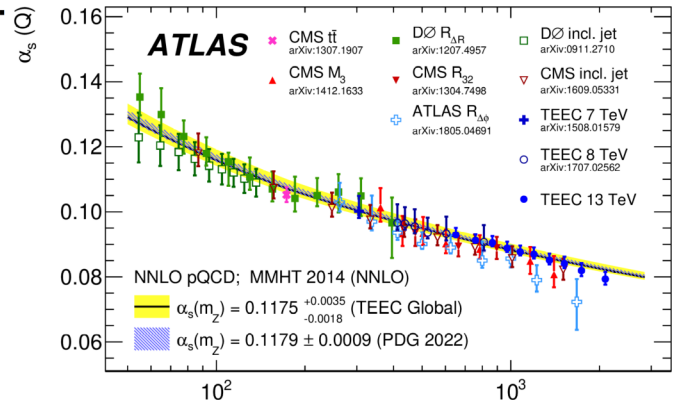 αs (Q)
0.16
0.14
0.12
0.10
0.08
0.06
10²
10³
ATLAS
CMS tt̄
arXiv:1307.1907
CMS M₃
arXiv:1412.1633
DØ R_ΔR
arXiv:1207.4957
CMS R₃₂
arXiv:1304.7498
ATLAS R_Δϕ
arXiv:1805.04691
DØ incl. jet
arXiv:0911.2710
CMS incl. jet
arXiv:1609.05331
TEEC 7 TeV
arXiv:1508.01579
TEEC 8 TeV
arXiv:1707.02562
TEEC 13 TeV
NNLO pQCD; MMHT 2014 (NNLO)
αs(mZ) = 0.1175 +0.0035 -0.0018 (TEEC Global)
αs(mZ) = 0.1179 ± 0.0009 (PDG 2022)